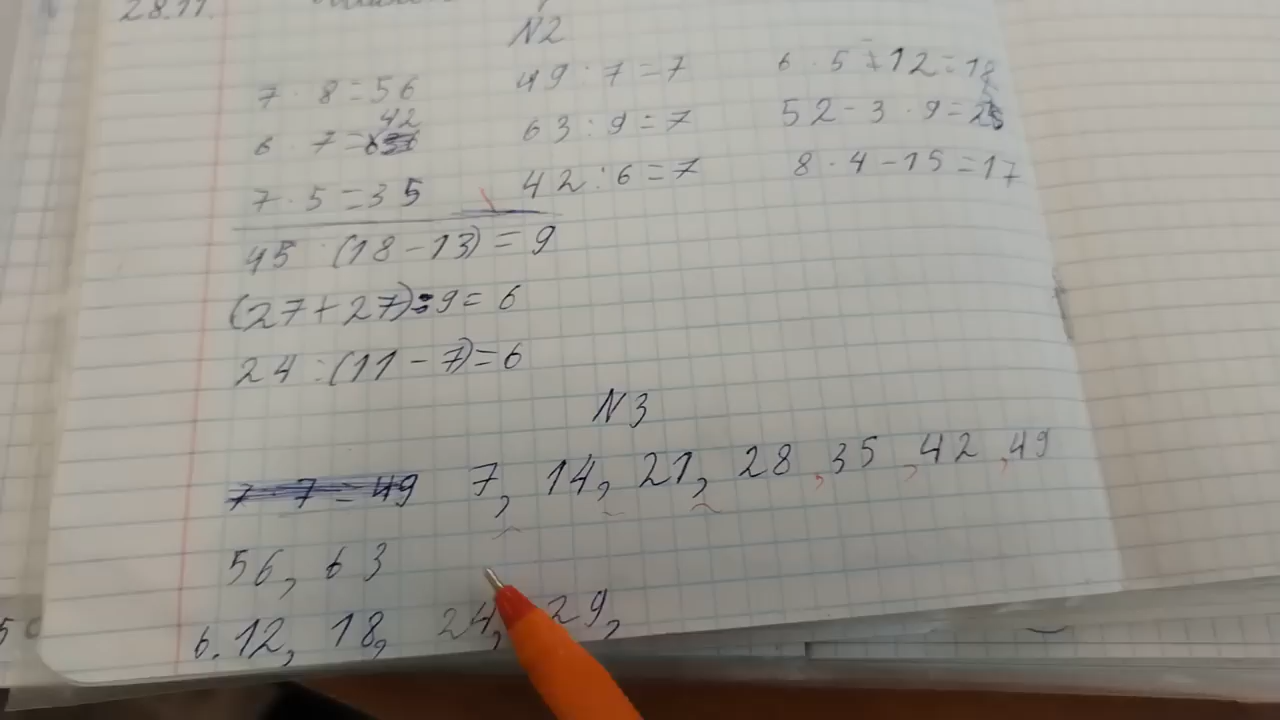 28.11.
N2
7 · 8 = 56 49 : 7 = 7 6 · 5 + 12 = 18
42
6 · 7 = 63 : 9 = 7 52 - 3 · 9 = 25
7 · 5 = 35 42 : 6 = 7 8 · 4 - 15 = 17
45 : (18 - 13) = 9
(27 + 27) : 9 = 6
24 : (11 - 7) = 6
N3
7 · 7 = 49 7, 14, 21, 28, 35, 42, 49
56, 63
6. 12, 18, 24, 29,